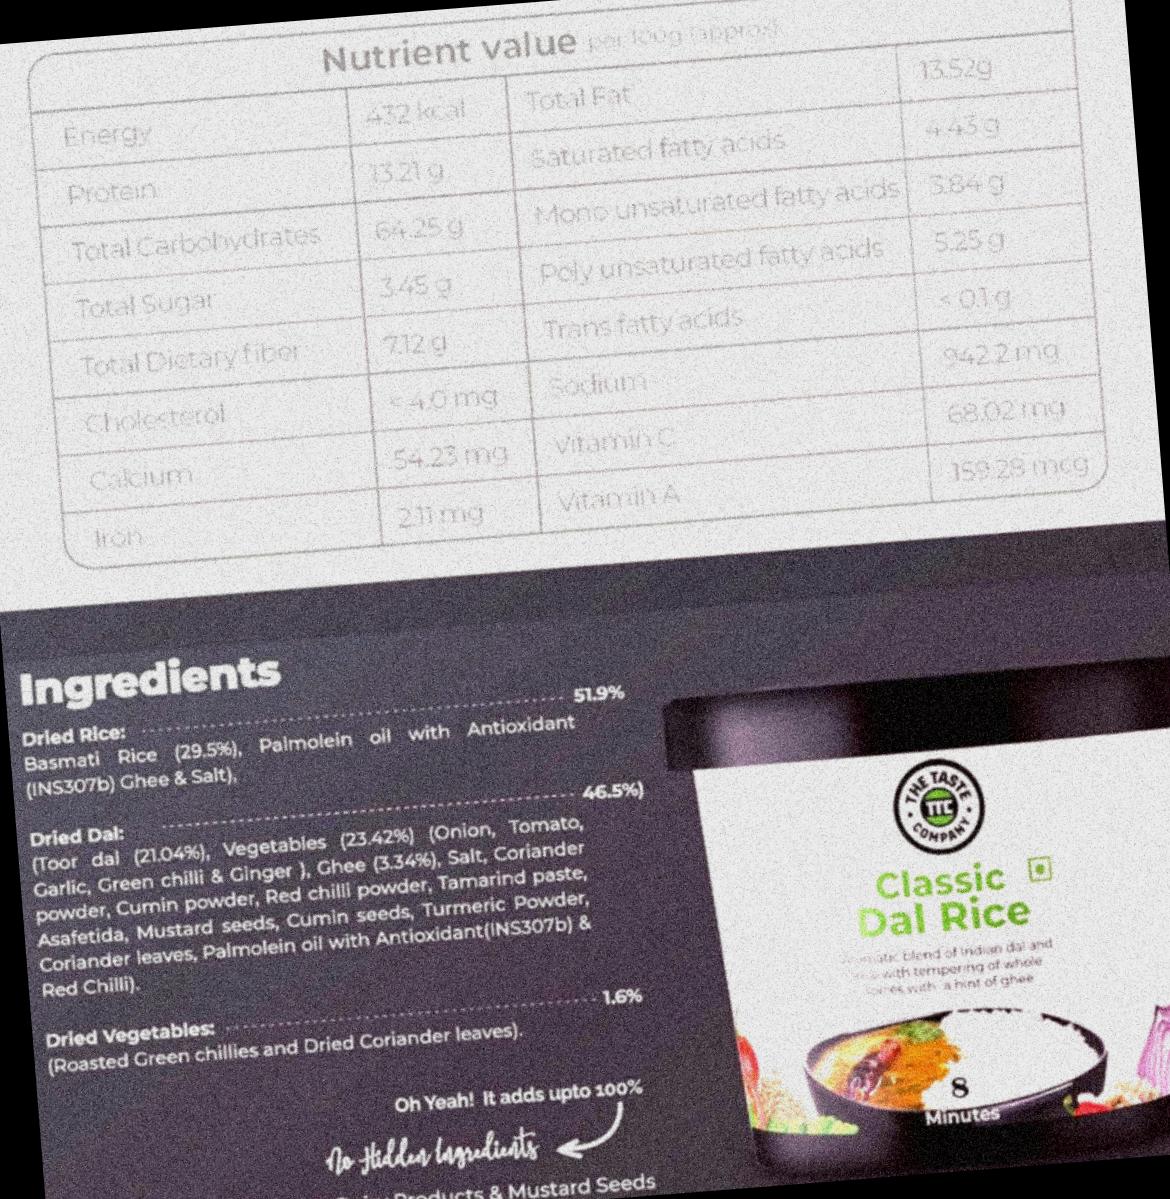 Nutrient value per 100g (approx)
Energy 432 kcal Total Fat 13.52g
Protein 13.21 g Saturated fatty acids 4.43 g
Total Carbohydrates 64.25 g Mono unsaturated fatty acids 3.84 g
Total Sugar 3.45 g Poly unsaturated fatty acids 5.25 g
Total Dietary fiber 7.12 g Trans fatty acids < 0.1 g
Cholesterol < 4.0 mg Sodium 942.2 mg
Calcium 54.23 mg Vitamin C 68.02 mg
Iron 2.11 mg Vitamin A 159.28 mcg
Ingredients
Dried Rice: 51.9%
Basmati Rice (29.5%), Palmolein oil with Antioxidant
(INS307b) Ghee & Salt),
Dried Dal: 46.5%)
(Toor dal (21.04%), Vegetables (23.42%) (Onion, Tomato,
Garlic, Green chilli & Ginger ), Ghee (3.34%), Salt, Coriander
powder, Cumin powder, Red chilli powder, Tamarind paste,
Asafetida, Mustard seeds, Cumin seeds, Turmeric Powder,
Coriander leaves, Palmolein oil with Antioxidant(INS307b) &
Red Chilli).
Dried Vegetables: 1.6%
(Roasted Green chillies and Dried Coriander leaves).
Oh Yeah! It adds upto 100%
No Hidden Ingredients
Products & Mustard Seeds
THE TASTE
TTC
COMPANY
Classic
Dal Rice
blend of Indian dal and
with tempering of whole
with a hint of ghee
8
Minutes